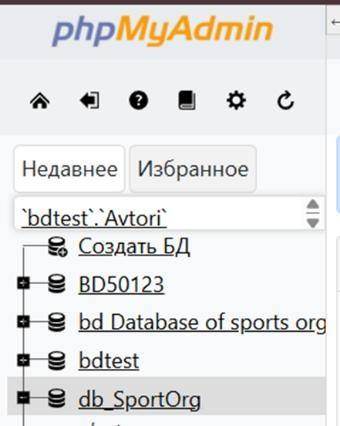 phpMyAdmin
Недавнее Избранное
`bdtest`.`Avtori`
Создать БД
BD50123
bd Database of sports org
bdtest
db_SportOrg